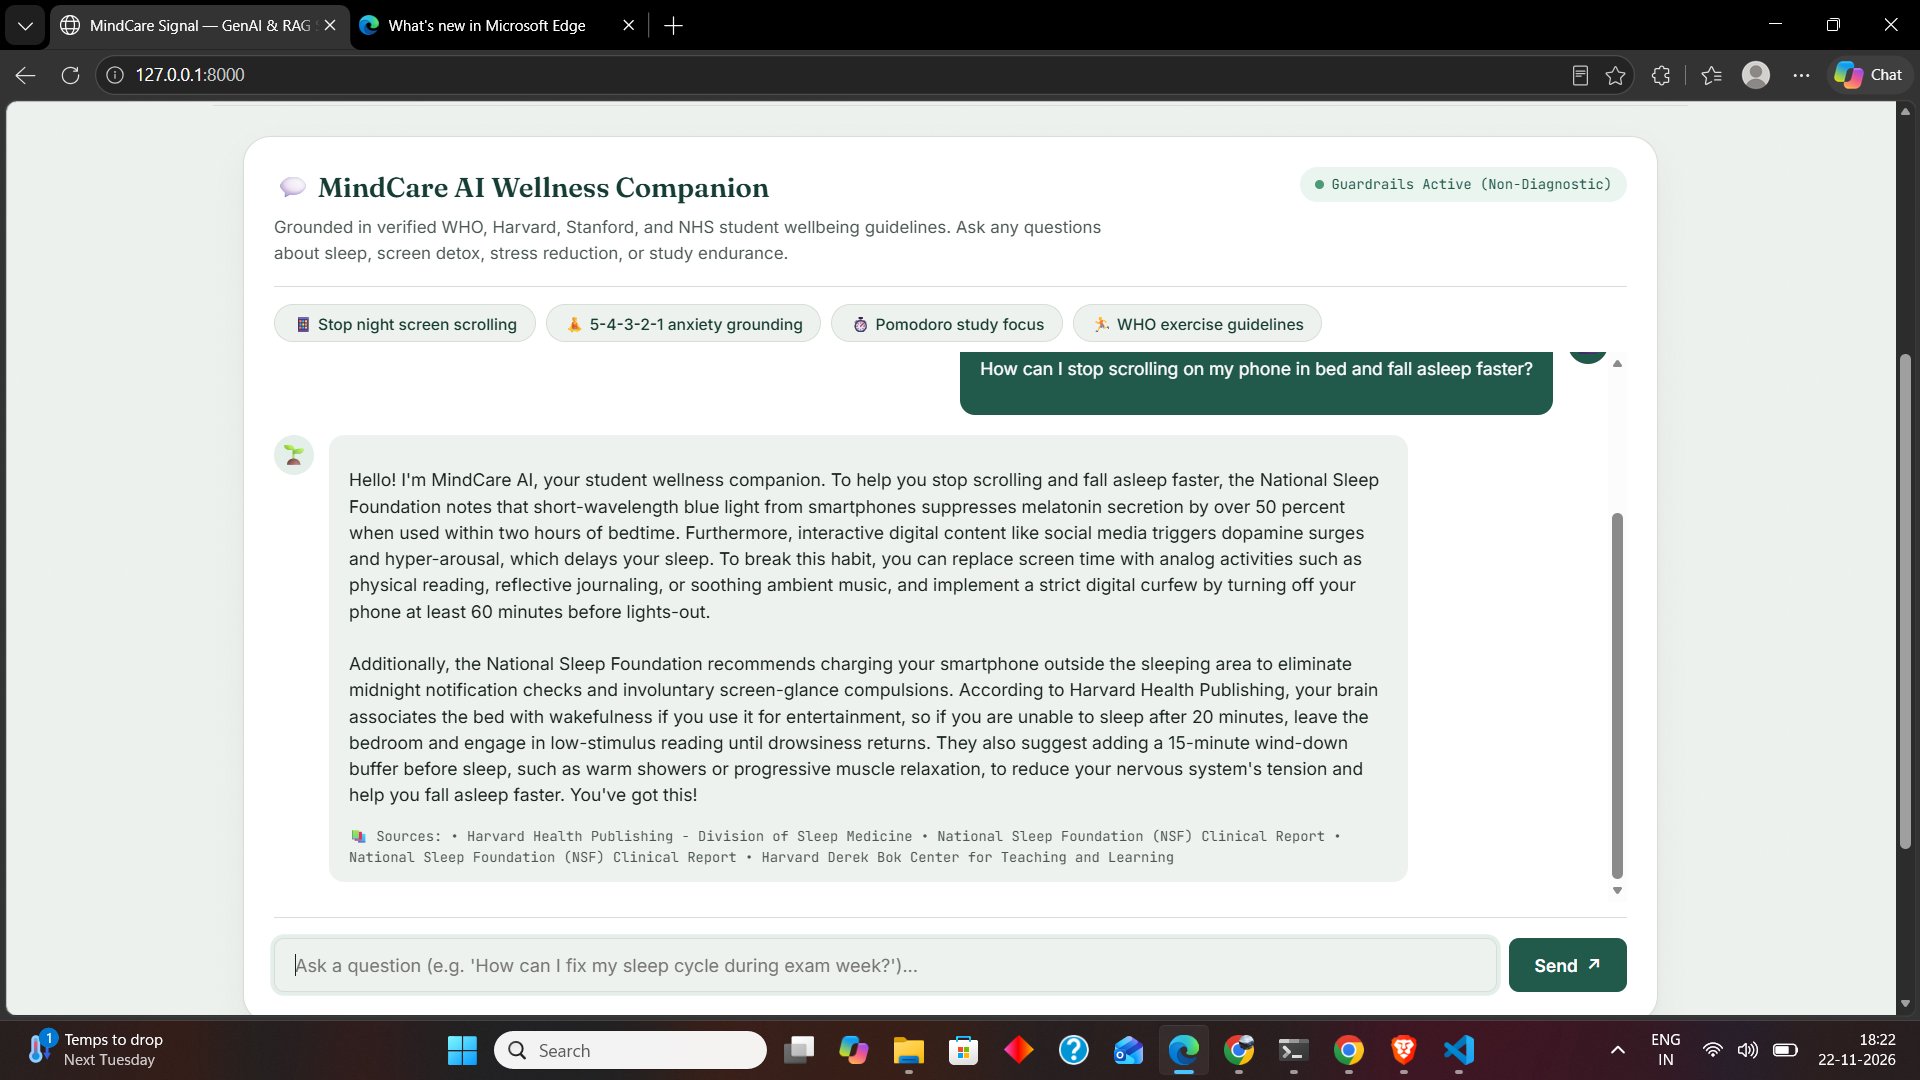 MindCare Signal — GenAI & RAG
What's new in Microsoft Edge
127.0.0.1:8000
Chat
MindCare AI Wellness Companion
Guardrails Active (Non-Diagnostic)
Grounded in verified WHO, Harvard, Stanford, and NHS student wellbeing guidelines. Ask any questions
about sleep, screen detox, stress reduction, or study endurance.
Stop night screen scrolling
5-4-3-2-1 anxiety grounding
Pomodoro study focus
WHO exercise guidelines
How can I stop scrolling on my phone in bed and fall asleep faster?
Hello! I'm MindCare AI, your student wellness companion. To help you stop scrolling and fall asleep faster, the National Sleep
Foundation notes that short-wavelength blue light from smartphones suppresses melatonin secretion by over 50 percent
when used within two hours of bedtime. Furthermore, interactive digital content like social media triggers dopamine surges
and hyper-arousal, which delays your sleep. To break this habit, you can replace screen time with analog activities such as
physical reading, reflective journaling, or soothing ambient music, and implement a strict digital curfew by turning off your
phone at least 60 minutes before lights-out.
Additionally, the National Sleep Foundation recommends charging your smartphone outside the sleeping area to eliminate
midnight notification checks and involuntary screen-glance compulsions. According to Harvard Health Publishing, your brain
associates the bed with wakefulness if you use it for entertainment, so if you are unable to sleep after 20 minutes, leave the
bedroom and engage in low-stimulus reading until drowsiness returns. They also suggest adding a 15-minute wind-down
buffer before sleep, such as warm showers or progressive muscle relaxation, to reduce your nervous system's tension and
help you fall asleep faster. You've got this!
Sources: • Harvard Health Publishing - Division of Sleep Medicine • National Sleep Foundation (NSF) Clinical Report •
National Sleep Foundation (NSF) Clinical Report • Harvard Derek Bok Center for Teaching and Learning
Ask a question (e.g. 'How can I fix my sleep cycle during exam week?')...
Send ↗
1
Temps to drop
Next Tuesday
Search
ENG
IN
18:22
22-11-2026